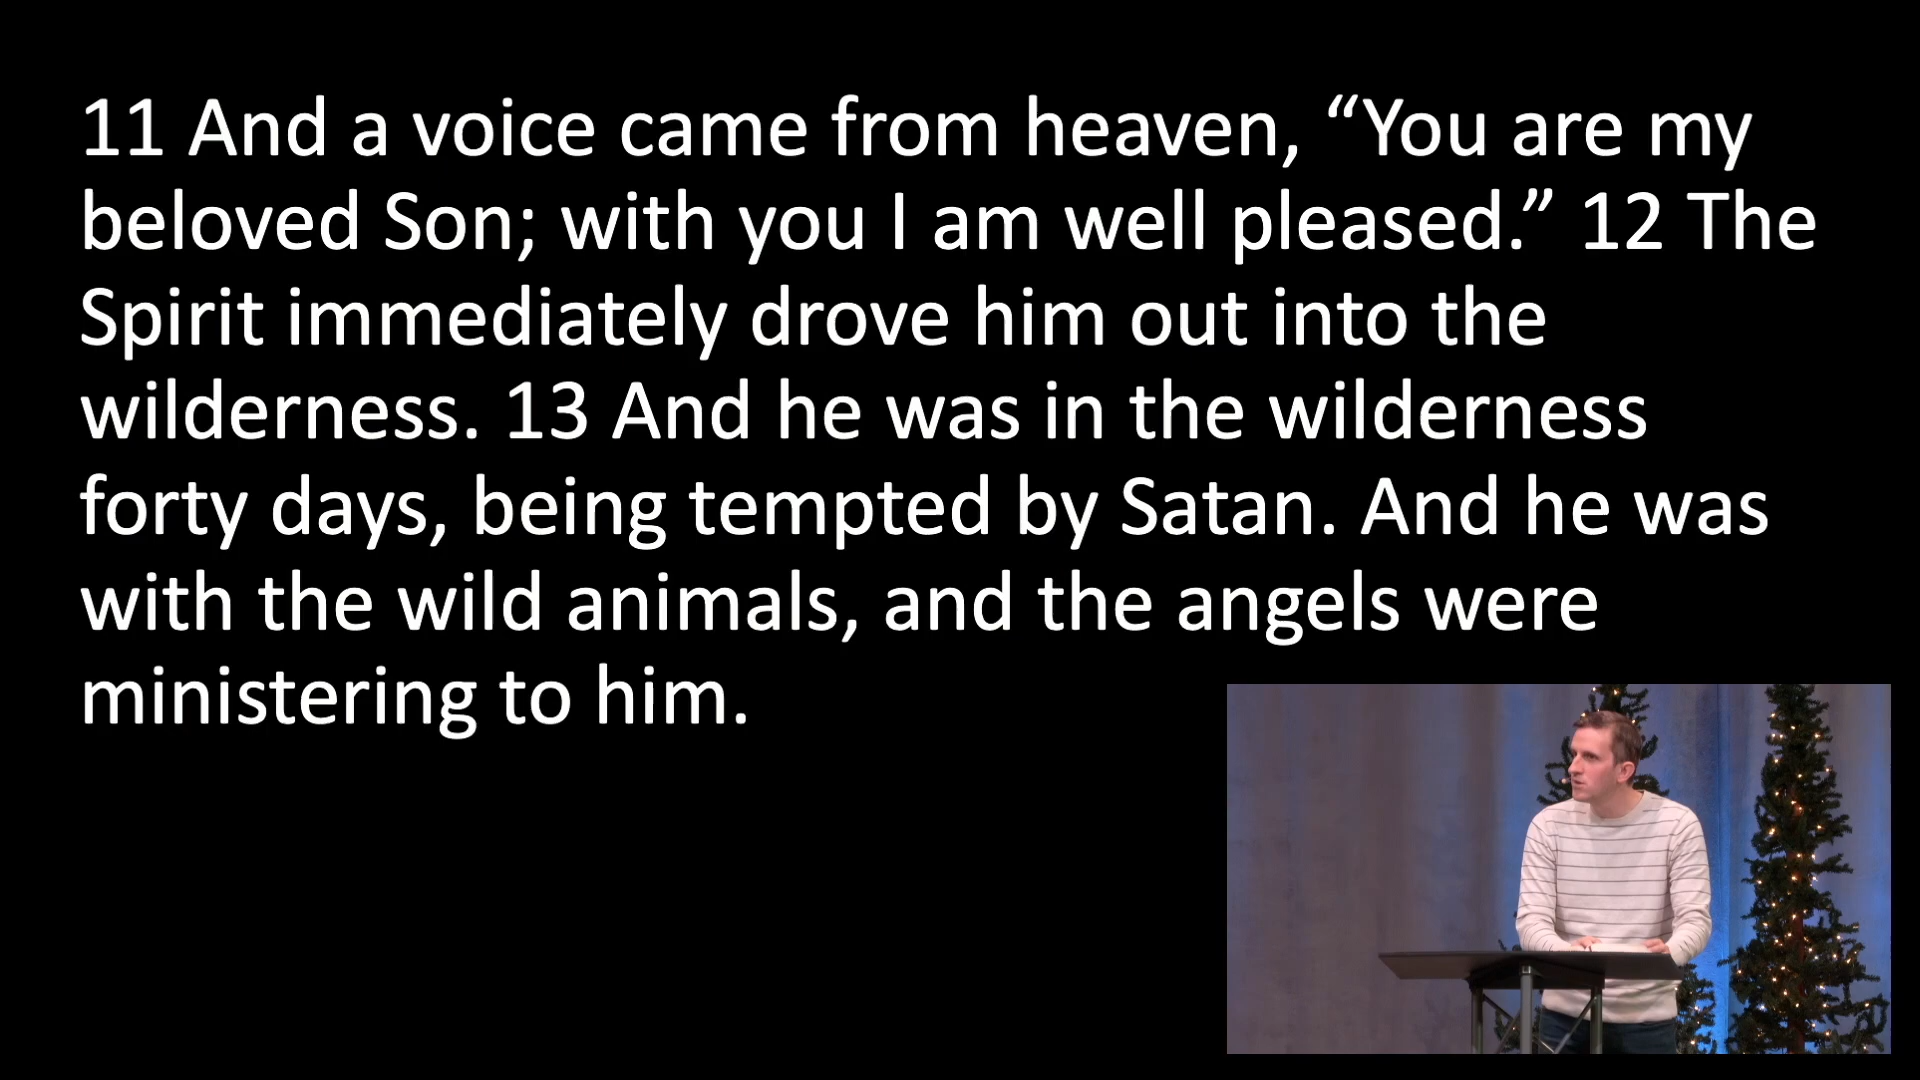 11 And a voice came from heaven, “You are my
beloved Son; with you I am well pleased.” 12 The
Spirit immediately drove him out into the
wilderness. 13 And he was in the wilderness
forty days, being tempted by Satan. And he was
with the wild animals, and the angels were
ministering to him.